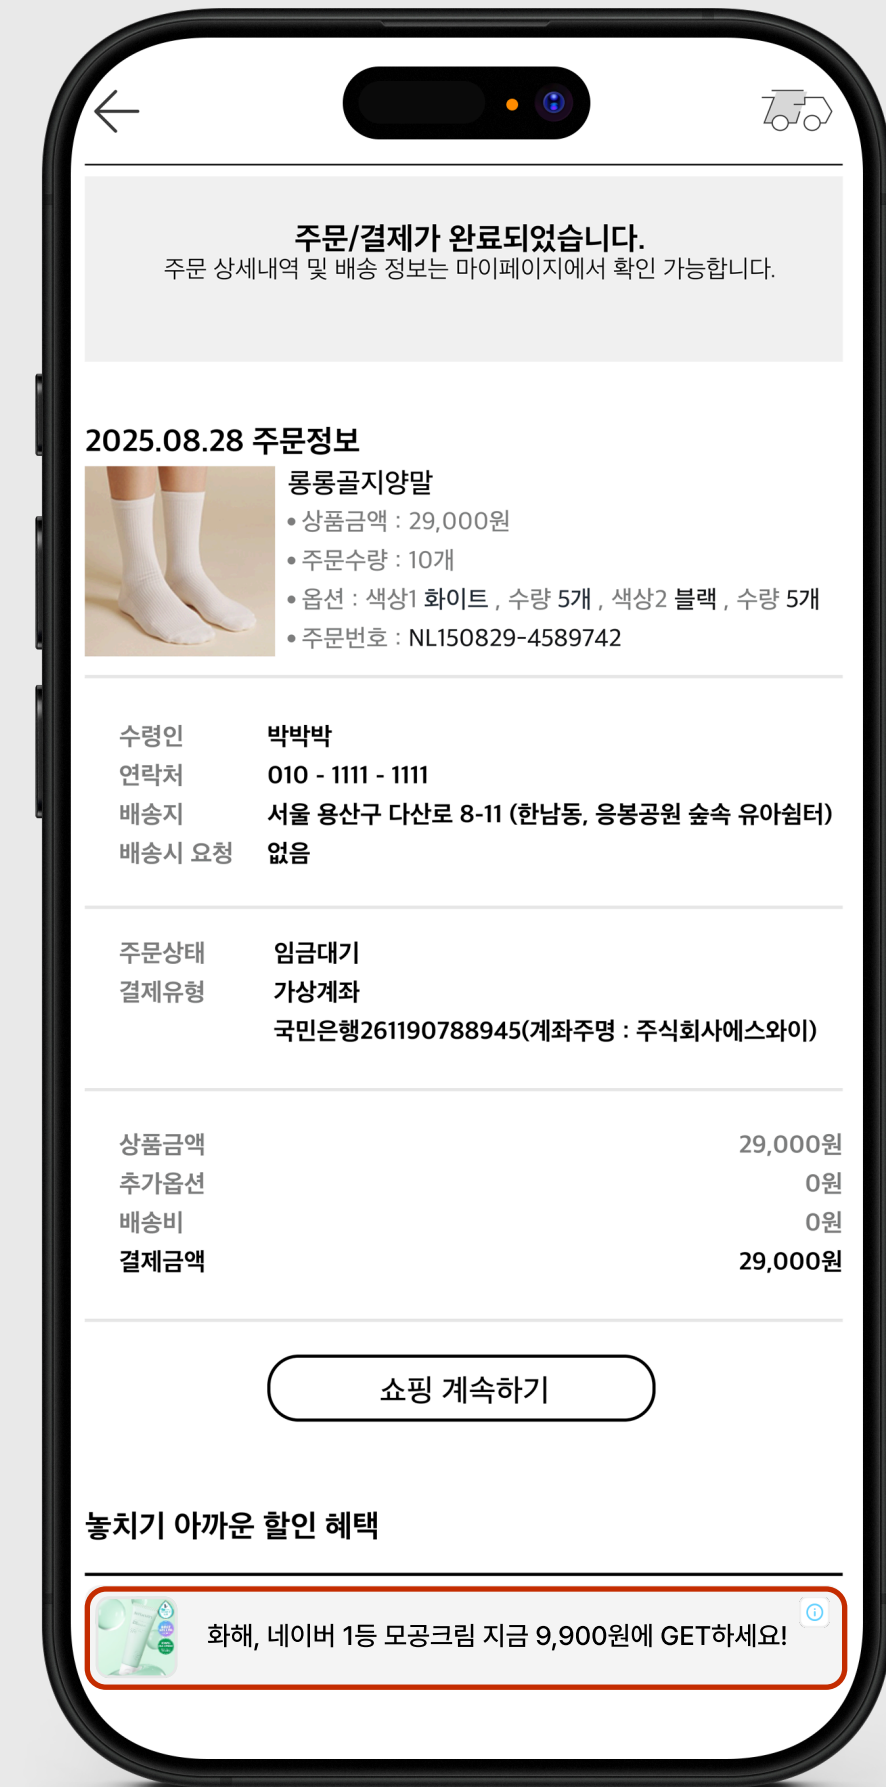 주문/결제가 완료되었습니다.
주문 상세내역 및 배송 정보는 마이페이지에서 확인 가능합니다.
2025.08.28 주문정보
롱롱골지양말
• 상품금액 : 29,000원
• 주문수량 : 10개
• 옵션 : 색상1 화이트 , 수량 5개 , 색상2 블랙 , 수량 5개
• 주문번호 : NL150829-4589742
수령인 박박박
연락처 010 - 1111 - 1111
배송지 서울 용산구 다산로 8-11 (한남동, 응봉공원 숲속 유아쉼터)
배송시 요청 없음
주문상태 임금대기
결제유형 가상계좌
국민은행261190788945(계좌주명 : 주식회사에스와이)
상품금액 29,000원
추가옵션 0원
배송비 0원
결제금액 29,000원
쇼핑 계속하기
놓치기 아까운 할인 혜택
화해, 네이버 1등 모공크림 지금 9,900원에 GET하세요!